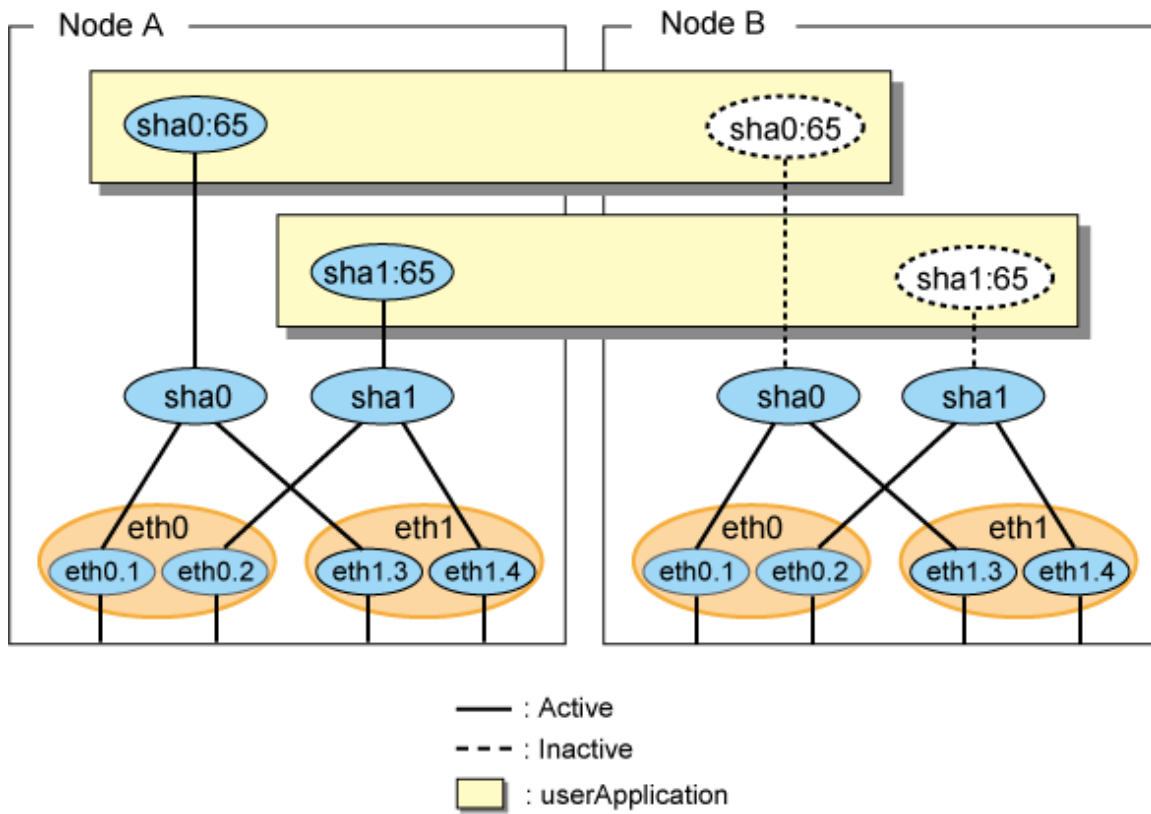 Node A
Node B
sha0:65
sha0:65
sha1:65
sha1:65
sha0
sha1
sha0
sha1
eth0
eth1
eth0
eth1
eth0.1
eth0.2
eth1.3
eth1.4
eth0.1
eth0.2
eth1.3
eth1.4
: Active
: Inactive
: userApplication